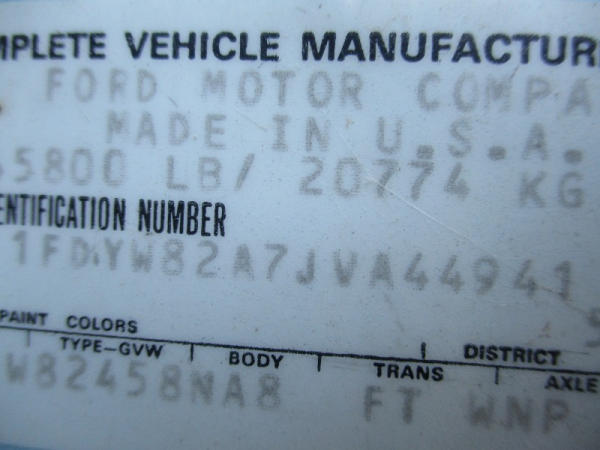 MPLETE VEHICLE MANUFACTUR
FORD MOTOR COMPA
MADE IN U.S.A.
5800 LB/ 20774 KG
ENTIFICATION NUMBER
1FDYW82A7JVA44941
PAINT COLORS
TYPE-GVW BODY TRANS DISTRICT AXLE
W82458NA8 FT WNP